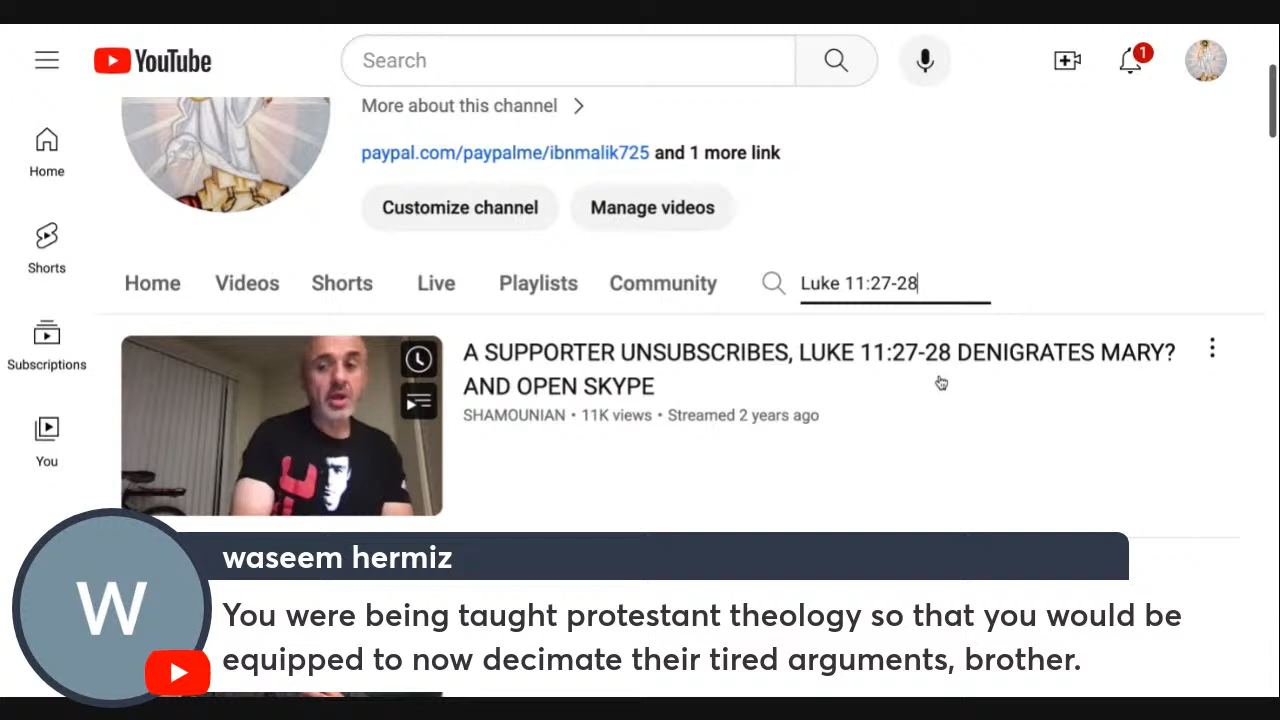 YouTube
Search
1
More about this channel
paypal.com/paypalme/ibnmalik725 and 1 more link
Home
Customize channel
Manage videos
Shorts
Home Videos Shorts Live Playlists Community Luke 11:27-28
Subscriptions
A SUPPORTER UNSUBSCRIBES, LUKE 11:27-28 DENIGRATES MARY?
AND OPEN SKYPE
SHAMOUNIAN • 11K views • Streamed 2 years ago
You
waseem hermiz
W
You were being taught protestant theology so that you would be
equipped to now decimate their tired arguments, brother.